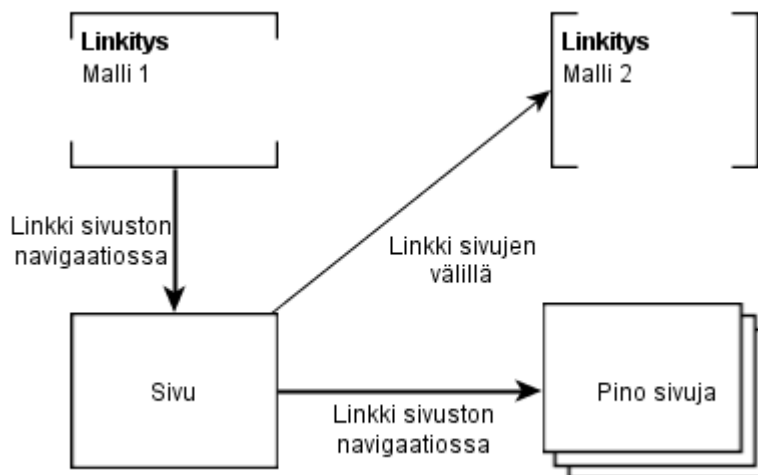 Linkitys
Malli 1
Linkitys
Malli 2
Linkki sivuston
navigaatiossa
Linkki sivujen
välillä
Sivu
Linkki sivuston
navigaatiossa
Pino sivuja